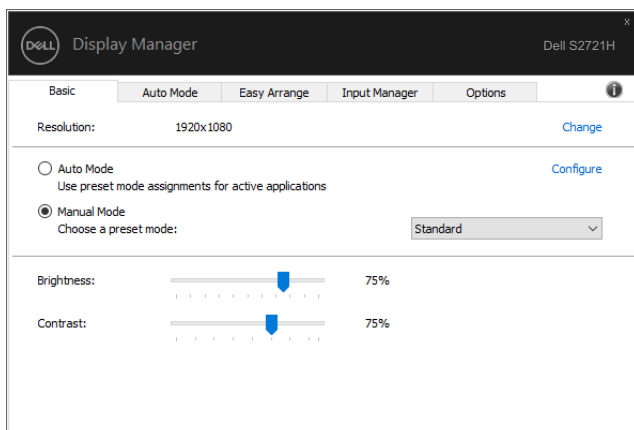 x
DELL Display Manager Dell S2721H
Basic Auto Mode Easy Arrange Input Manager Options i
Resolution: 1920x1080 Change
Auto Mode Configure
Use preset mode assignments for active applications
Manual Mode
Choose a preset mode: Standard
Brightness: 75%
Contrast: 75%